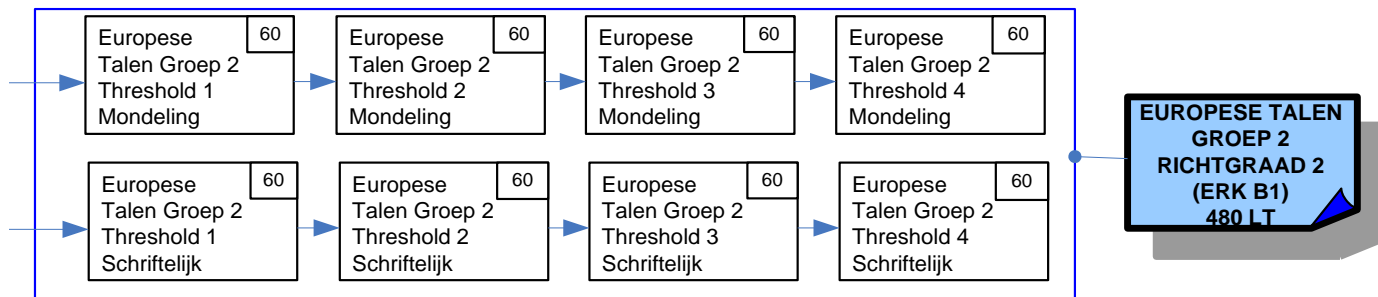 Europese
Talen Groep 2
Threshold 1
Mondeling
60
Europese
Talen Groep 2
Threshold 2
Mondeling
60
Europese
Talen Groep 2
Threshold 3
Mondeling
60
Europese
Talen Groep 2
Threshold 4
Mondeling
60
Europese
Talen Groep 2
Threshold 1
Schriftelijk
60
Europese
Talen Groep 2
Threshold 2
Schriftelijk
60
Europese
Talen Groep 2
Threshold 3
Schriftelijk
60
Europese
Talen Groep 2
Threshold 4
Schriftelijk
60
EUROPESE TALEN
GROEP 2
RICHTGRAAD 2
(ERK B1)
480 LT